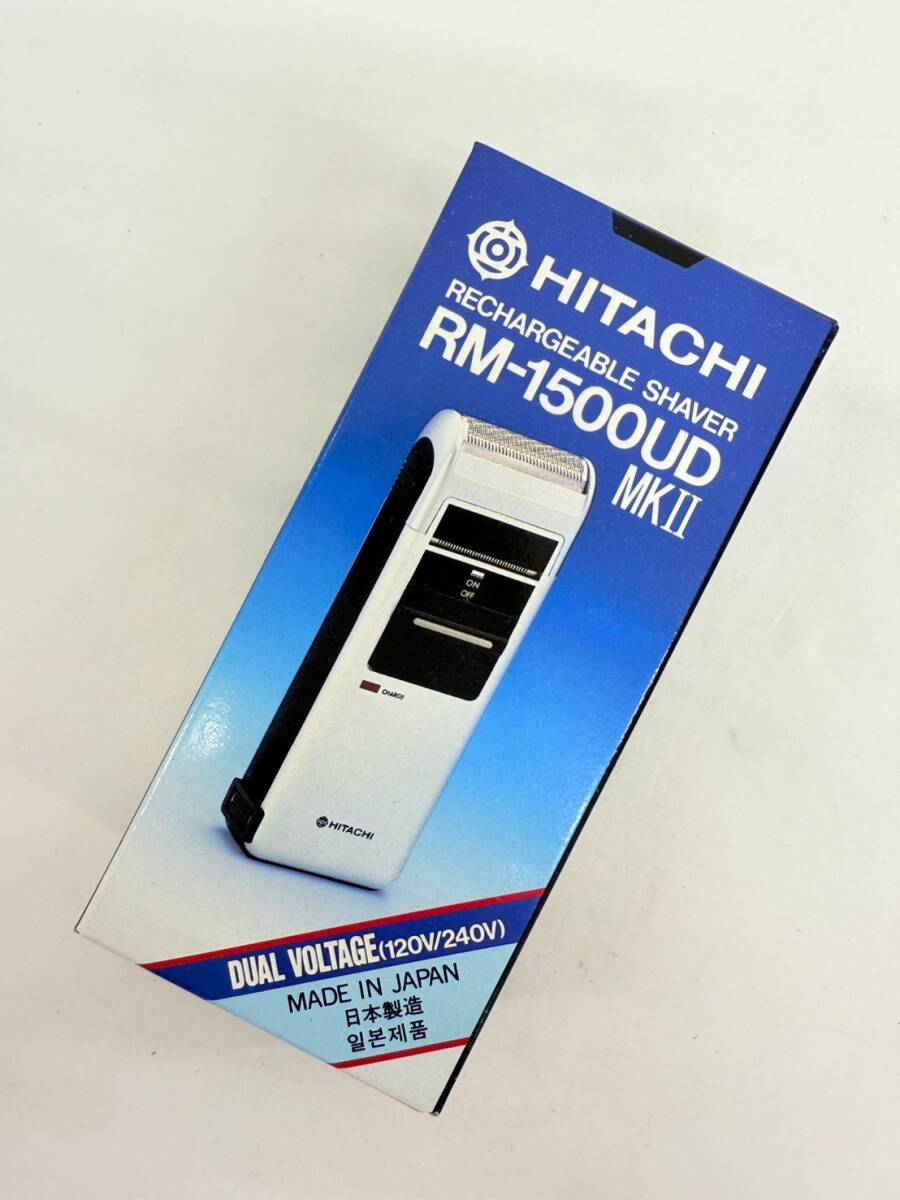 HITACHI
RECHARGEABLE SHAVER
RM-1500UD
MKII
ON
OFF
CHARGE
HITACHI
DUAL VOLTAGE(120V/240V)
MADE IN JAPAN
日本製造
일본제품